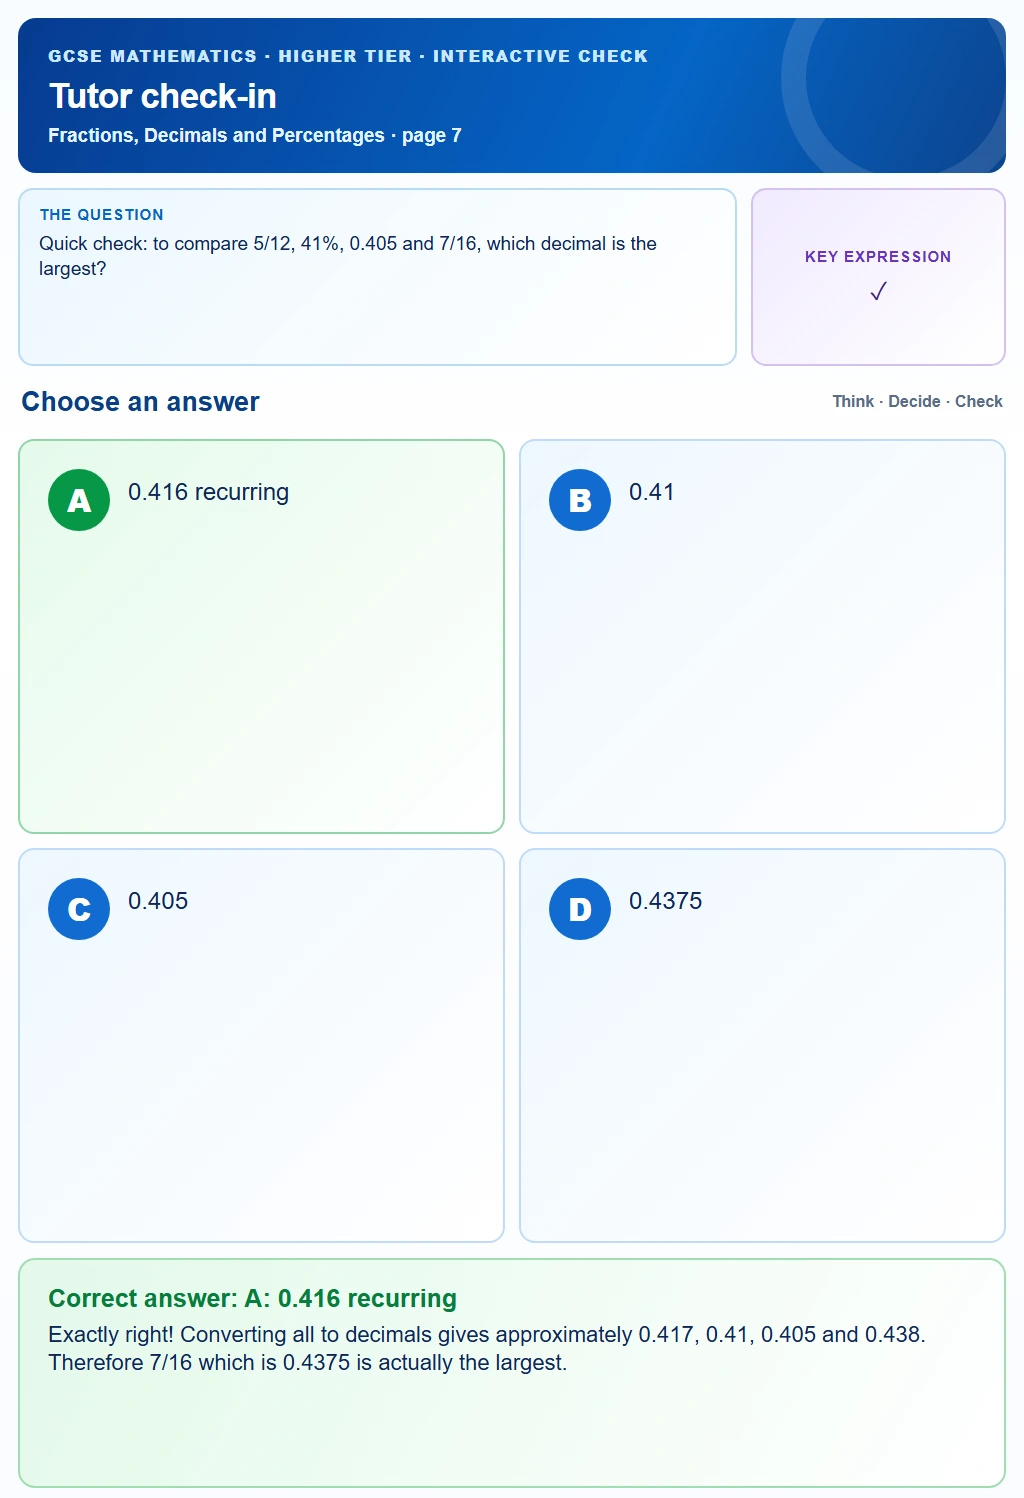 GCSE MATHEMATICS · HIGHER TIER · INTERACTIVE CHECK
Tutor check-in
Fractions, Decimals and Percentages · page 7
THE QUESTION
Quick check: to compare 5/12, 41%, 0.405 and 7/16, which decimal is the
largest?
KEY EXPRESSION
✓
Choose an answer
Think · Decide · Check
A 0.416 recurring
B 0.41
C 0.405
D 0.4375
Correct answer: A: 0.416 recurring
Exactly right! Converting all to decimals gives approximately 0.417, 0.41, 0.405 and 0.438.
Therefore 7/16 which is 0.4375 is actually the largest.